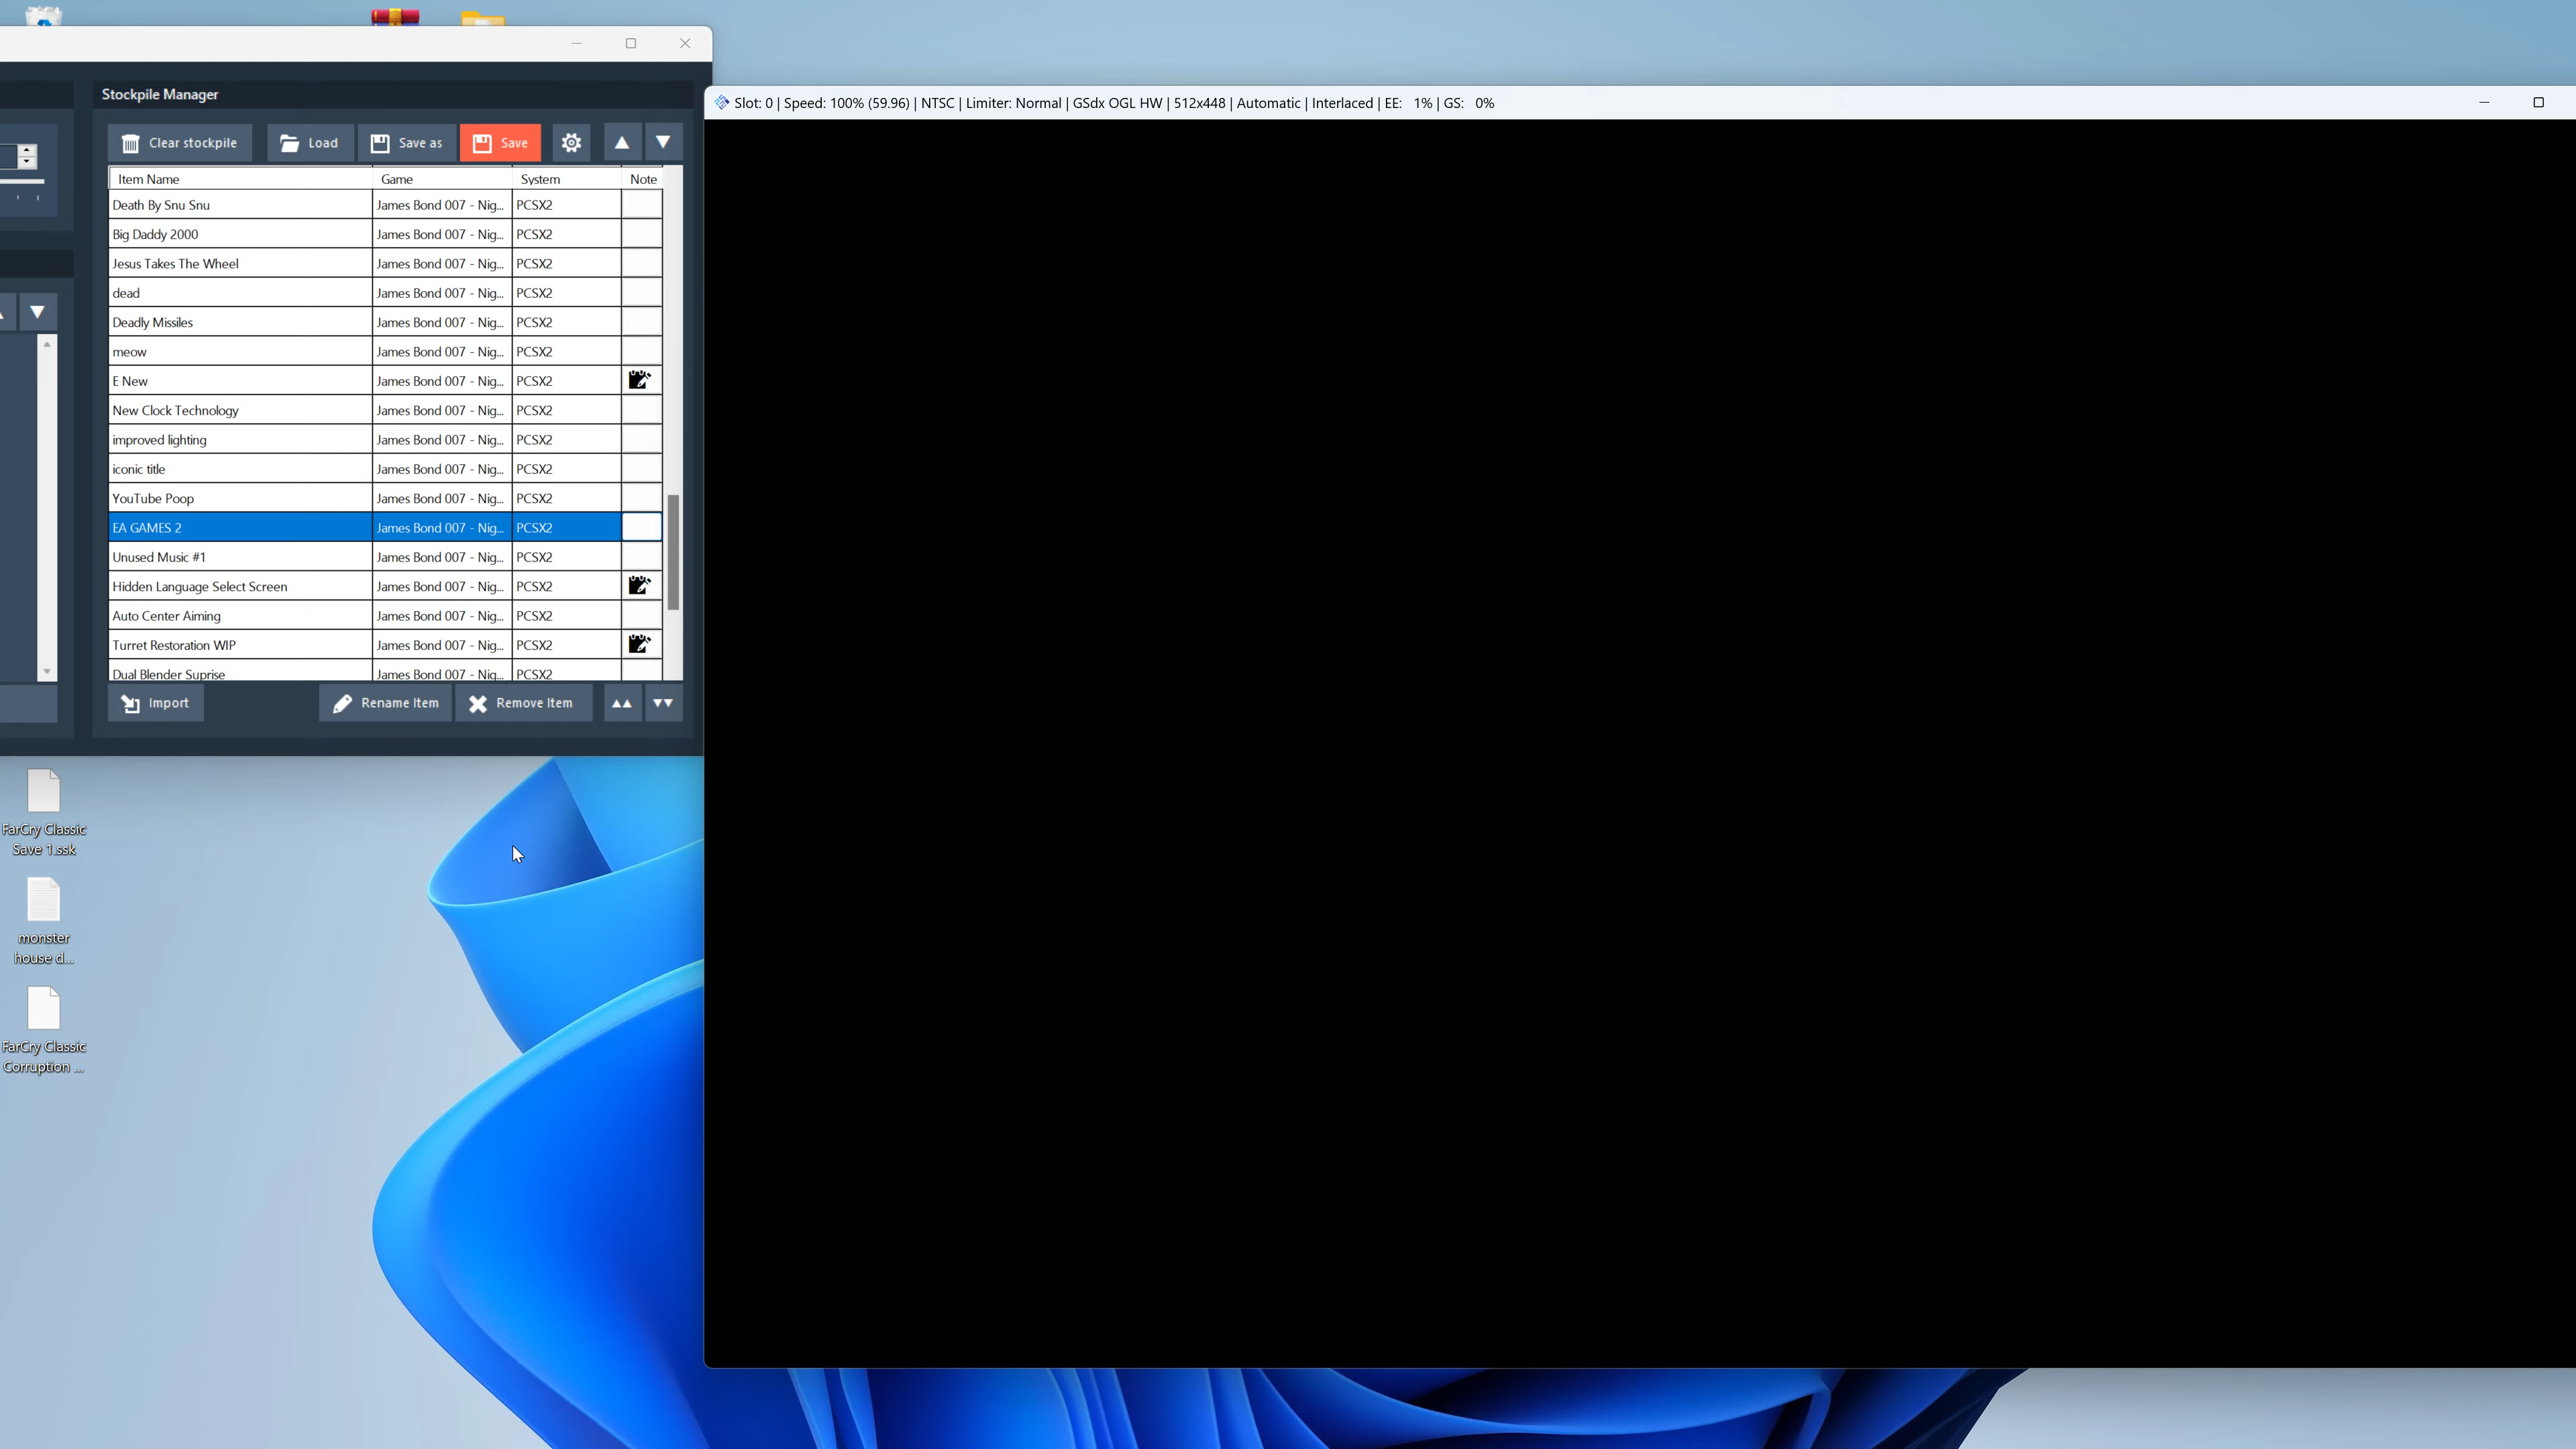 Stockpile Manager
Clear stockpile Load Save as Save
Item Name Game System Note
Death By Snu Snu James Bond 007 - Nig... PCSX2
Big Daddy 2000 James Bond 007 - Nig... PCSX2
Jesus Takes The Wheel James Bond 007 - Nig... PCSX2
dead James Bond 007 - Nig... PCSX2
Deadly Missiles James Bond 007 - Nig... PCSX2
meow James Bond 007 - Nig... PCSX2
E New James Bond 007 - Nig... PCSX2
New Clock Technology James Bond 007 - Nig... PCSX2
improved lighting James Bond 007 - Nig... PCSX2
iconic title James Bond 007 - Nig... PCSX2
YouTube Poop James Bond 007 - Nig... PCSX2
EA GAMES 2 James Bond 007 - Nig... PCSX2
Unused Music #1 James Bond 007 - Nig... PCSX2
Hidden Language Select Screen James Bond 007 - Nig... PCSX2
Auto Center Aiming James Bond 007 - Nig... PCSX2
Turret Restoration WIP James Bond 007 - Nig... PCSX2
Dual Blender Suprise James Bond 007 - Nig... PCSX2
Import Rename Item Remove Item
Slot: 0 | Speed: 100% (59.96) | NTSC | Limiter: Normal | GSdx OGL HW | 512x448 | Automatic | Interlaced | EE: 1% | GS: 0%
FarCry Classic
Save 1.ssk
monster
house d...
FarCry Classic
Corruption ...